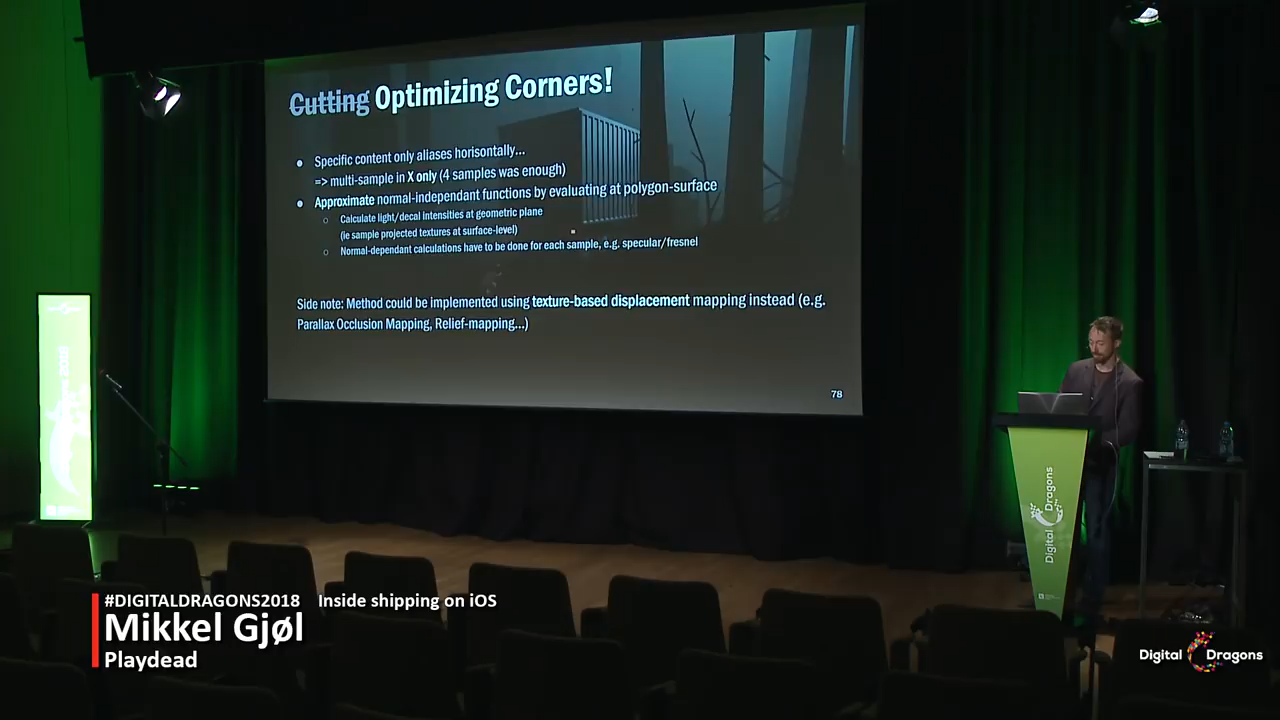 Cutting Optimizing Corners!
● Specific content only aliases horisontally...
=> multi-sample in X only (4 samples was enough)
● Approximate normal-independant functions by evaluating at polygon-surface
○ Calculate light/decal intensities at geometric plane
(ie sample projected textures at surface-level)
○ Normal-dependant calculations have to be done for each sample, e.g. specular/fresnel
Side note: Method could be implemented using texture-based displacement mapping instead (e.g.
Parallax Occlusion Mapping, Relief-mapping...)
78
Digital Dragons
#DIGITALDRAGONS2018 Inside shipping on iOS
Mikkel Gjøl
Playdead
Digital Dragons